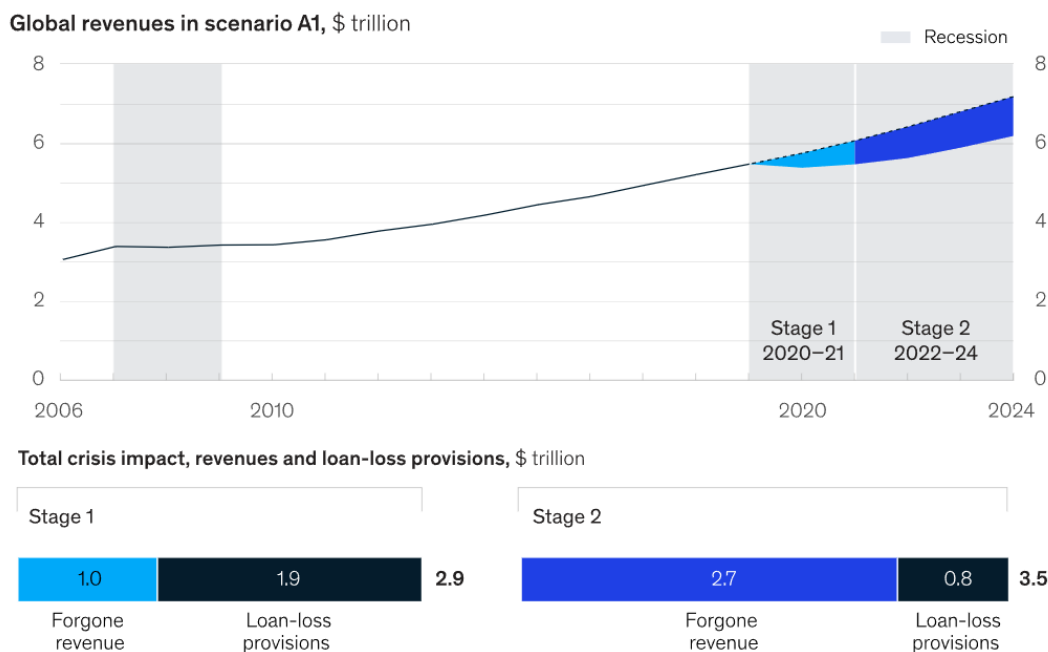 Global revenues in scenario A1, $ trillion
Recession
8 8
6 6
4 4
2 2
Stage 1 Stage 2
2020–21 2022–24
0 0
2006 2010 2020 2024
Total crisis impact, revenues and loan-loss provisions, $ trillion
Stage 1
1.0 1.9 2.9
Forgone Loan-loss
revenue provisions
Stage 2
2.7 0.8 3.5
Forgone Loan-loss
revenue provisions